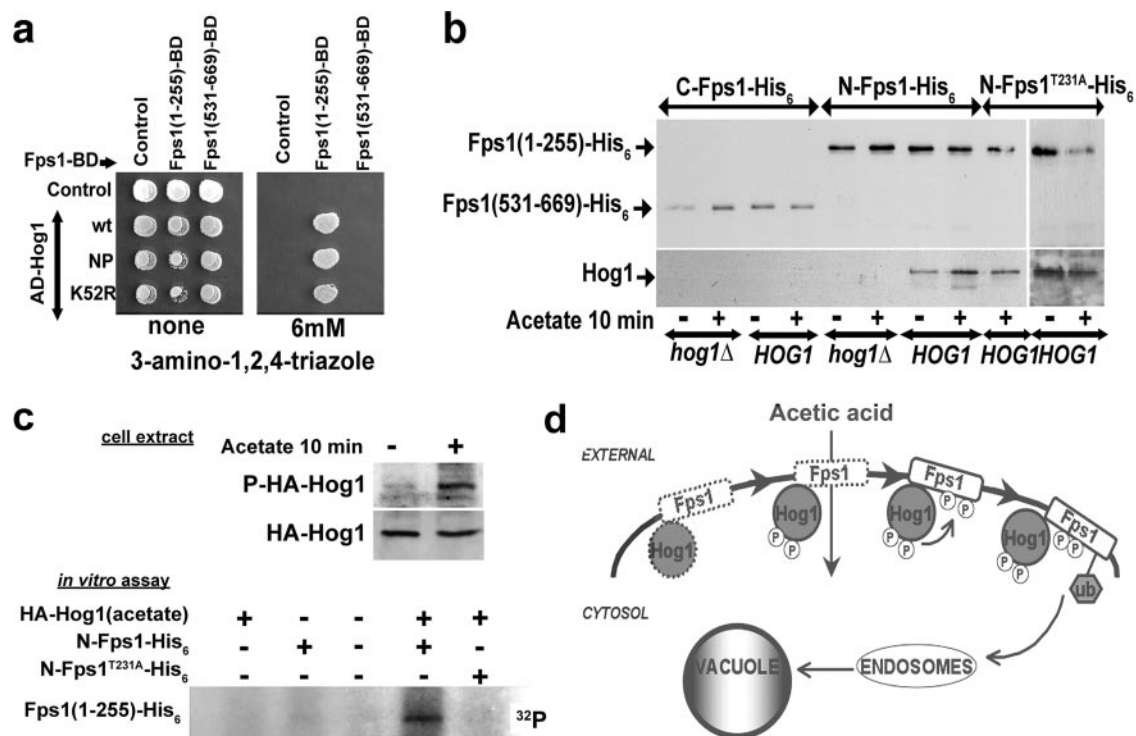 a
Control
Fps1(1-255)-BD
Fps1(531-669)-BD
Control
Fps1(1-255)-BD
Fps1(531-669)-BD
Fps1-BD
Control
AD-Hog1
wt
NP
K52R
none
6mM
3-amino-1,2,4-triazole
b
C-Fps1-His6 N-Fps1-His6 N-Fps1T231A-His6
Fps1(1-255)-His6
Fps1(531-669)-His6
Hog1
Acetate 10 min - + - + - + - + + - +
hog1Δ HOG1 hog1Δ HOG1 HOG1 HOG1
c
cell extract
Acetate 10 min - +
P-HA-Hog1
HA-Hog1
in vitro assay
HA-Hog1(acetate) + - - + +
N-Fps1-His6 - + - + -
N-Fps1T231A-His6 - - - - +
Fps1(1-255)-His6
32P
d
Acetic acid
EXTERNAL
Fps1
Fps1
Fps1
Fps1
Hog1
Hog1
Hog1
Hog1
P P
P P
P P
P P
P P
ub
CYTOSOL
VACUOLE
ENDOSOMES